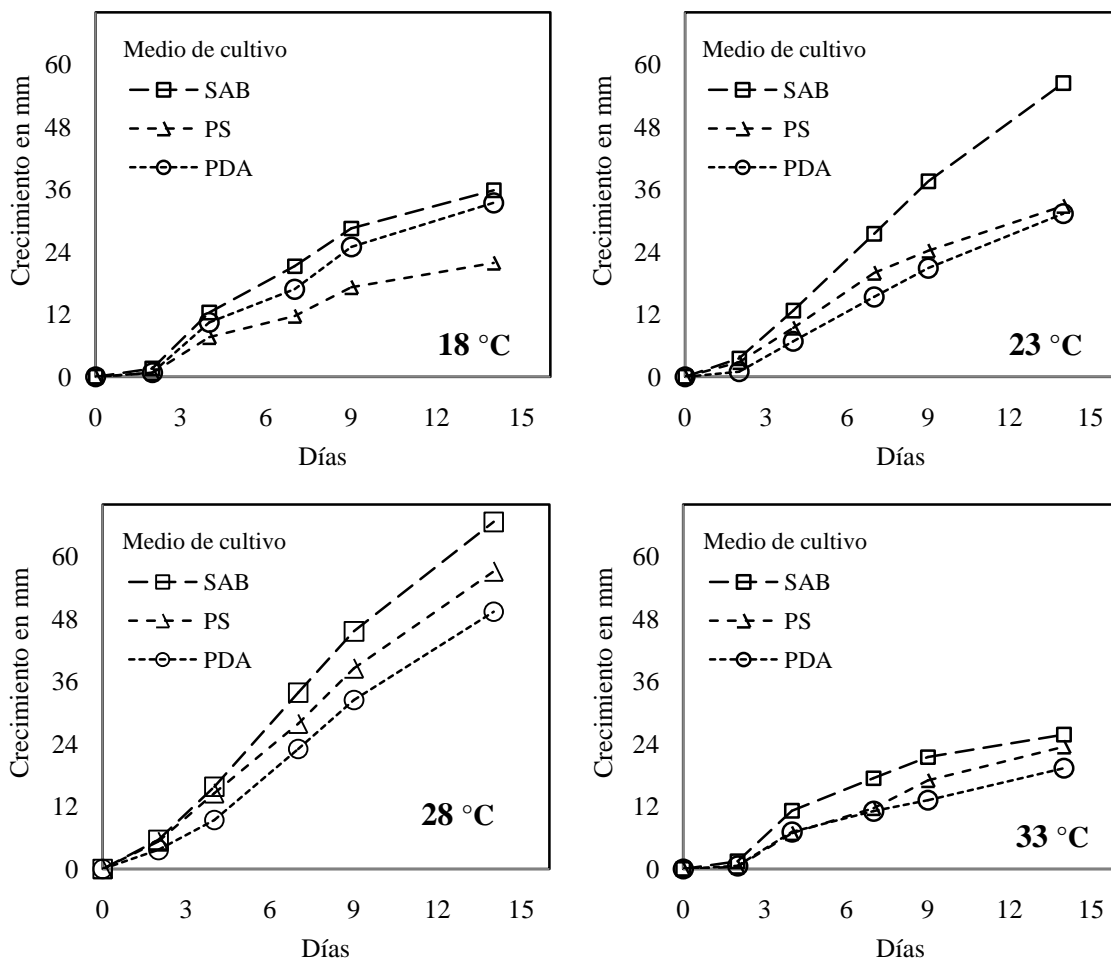 Crecimiento en mm
60
48
36
24
12
0
Medio de cultivo
SAB
PS
PDA
18 °C
0 3 6 9 12 15
Días
Crecimiento en mm
60
48
36
24
12
0
Medio de cultivo
SAB
PS
PDA
23 °C
0 3 6 9 12 15
Días
Crecimiento en mm
60
48
36
24
12
0
Medio de cultivo
SAB
PS
PDA
28 °C
0 3 6 9 12 15
Días
Crecimiento en mm
60
48
36
24
12
0
Medio de cultivo
SAB
PS
PDA
33 °C
0 3 6 9 12 15
Días